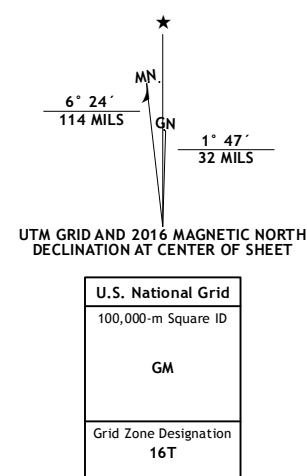 MN.
6° 24´
114 MILS
GN
1° 47´
32 MILS
UTM GRID AND 2016 MAGNETIC NORTH
DECLINATION AT CENTER OF SHEET
U.S. National Grid
100,000-m Square ID
GM
Grid Zone Designation
16T